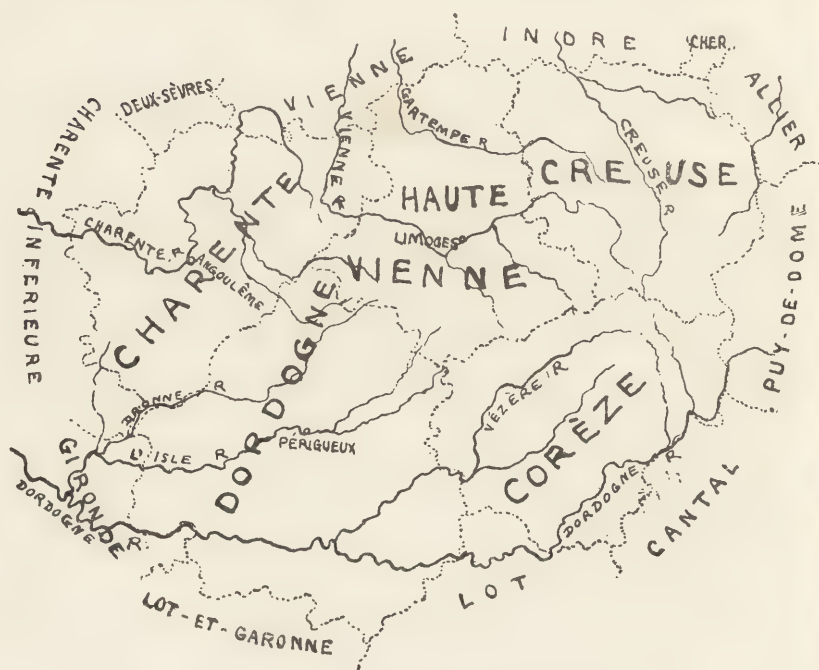 INDRE
CHER.
ALLIER
VIENNE
DEUX-SÈVRES
CHARENTE INFERIEURE
GARTEMPE R
VIENNE R
CREUSE R
CREUSE
HAUTE VIENNE
LIMOGES
CHARENTE R
ANGOULÊME
CHARENTE
PUY-DE-DOME
DORDOGNE
DRONNE R
L'ISLE R
PÉRIGUEUX
VÉZÈRE R
CORÈZE
GIRONDE
DORDOGNE R.
DORDOGNE R
CANTAL
LOT
LOT-ET-GARONNE